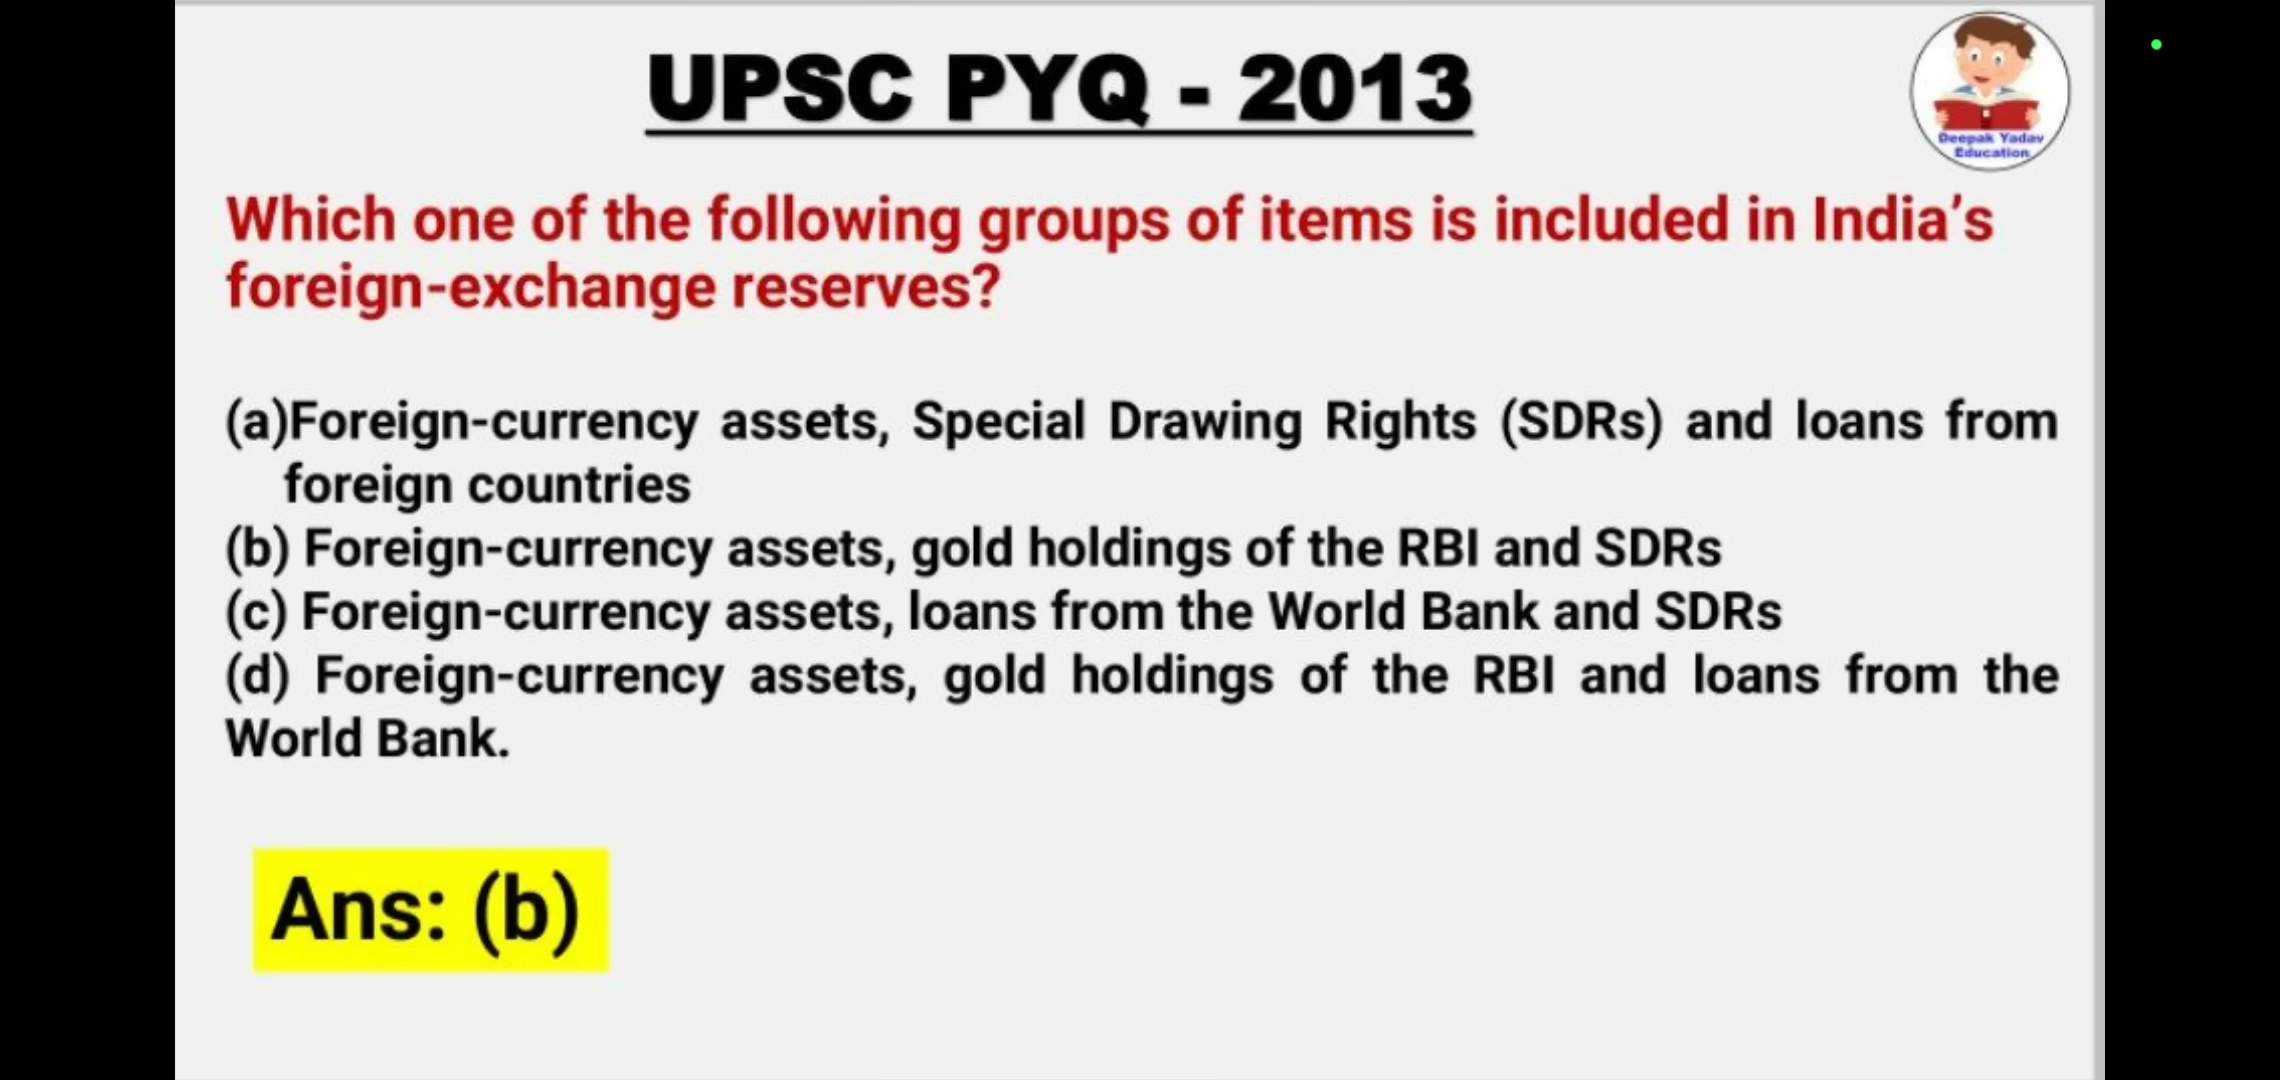 UPSC PYQ - 2013
Deepak Yadav
Education
Which one of the following groups of items is included in India’s
foreign-exchange reserves?
(a)Foreign-currency assets, Special Drawing Rights (SDRs) and loans from
foreign countries
(b) Foreign-currency assets, gold holdings of the RBI and SDRs
(c) Foreign-currency assets, loans from the World Bank and SDRs
(d) Foreign-currency assets, gold holdings of the RBI and loans from the
World Bank.
Ans: (b)